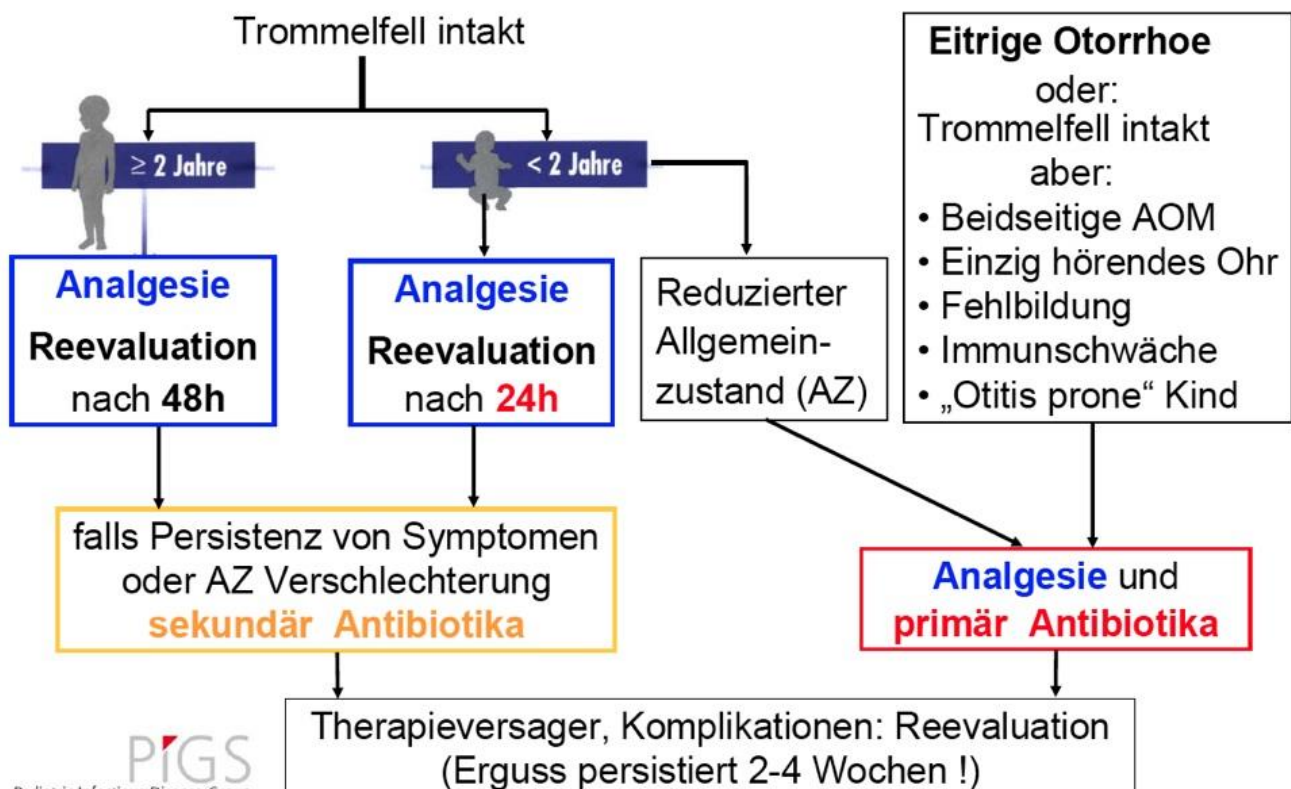 Trommelfell intakt
≥ 2 Jahre
< 2 Jahre
Analgesie
Reevaluation
nach 48h
Analgesie
Reevaluation
nach 24h
Reduzierter
Allgemein-
zustand (AZ)
Eitrige Otorrhoe
oder:
Trommelfell intakt
aber:
• Beidseitige AOM
• Einzig hörendes Ohr
• Fehlbildung
• Immunschwäche
• „Otitis prone“ Kind
falls Persistenz von Symptomen
oder AZ Verschlechterung
sekundär Antibiotika
Analgesie und
primär Antibiotika
Therapieversager, Komplikationen: Reevaluation
(Erguss persistiert 2-4 Wochen !)
PIGS